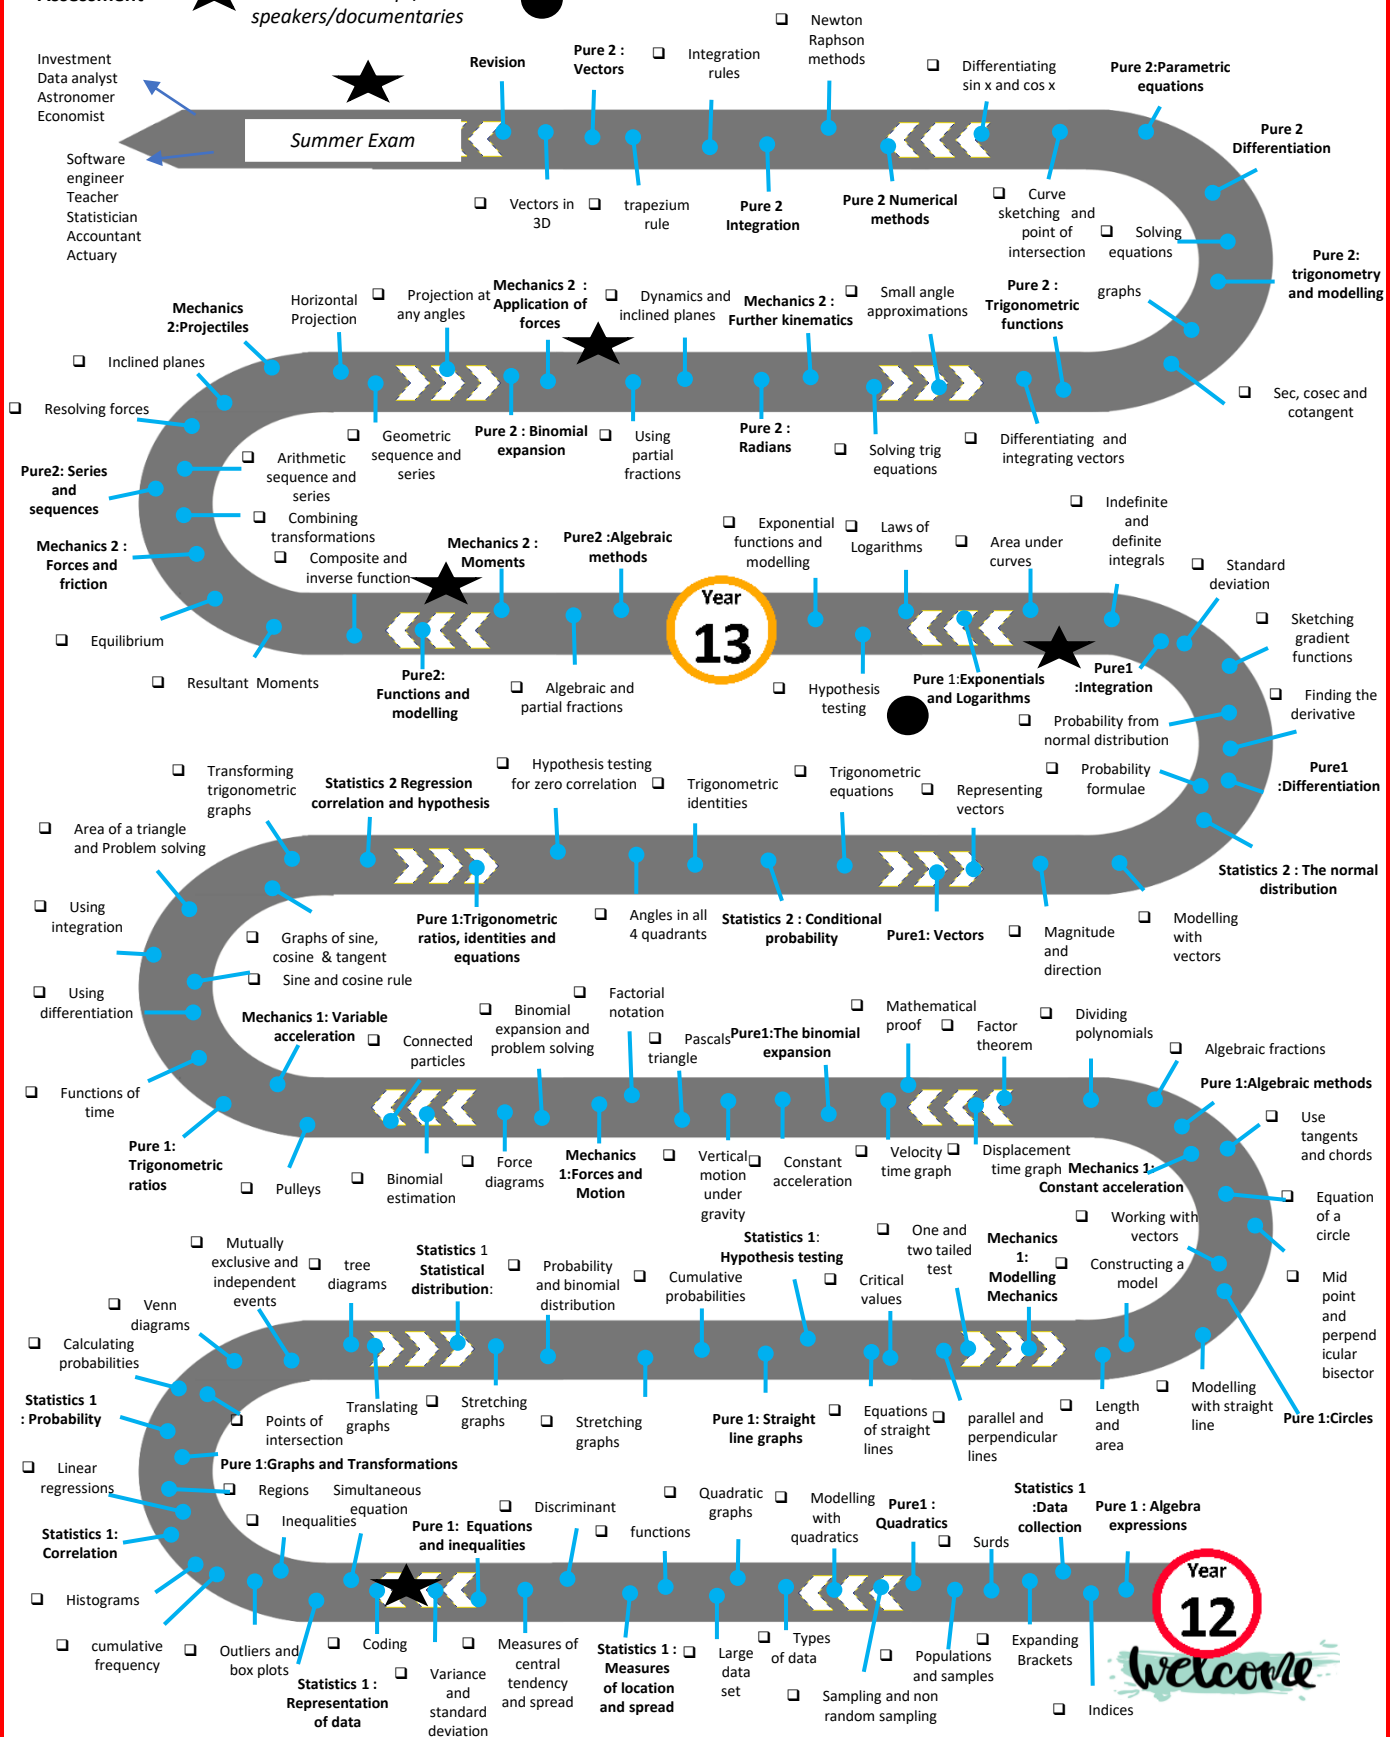 speakers/documentaries
Investment
Data analyst
Astronomer
Economist
Software
engineer
Teacher
Statistician
Accountant
Actuary
Summer Exam
Revision
Pure 2 :
Vectors
Integration
rules
Newton
Raphson
methods
Differentiating
sin x and cos x
Pure 2:Parametric
equations
Pure 2
Differentiation
Vectors in
3D
trapezium
rule
Pure 2
Integration
Pure 2 Numerical
methods
Curve
sketching and
point of
intersection
Solving
equations
Pure 2:
trigonometry
and modelling
graphs
Sec, cosec and
cotangent
Mechanics
2:Projectiles
Horizontal
Projection
Projection at
any angles
Mechanics 2 :
Application of
forces
Dynamics and
inclined planes
Mechanics 2 :
Further kinematics
Small angle
approximations
Pure 2 :
Trigonometric
functions
Inclined planes
Resolving forces
Pure2: Series
and
sequences
Mechanics 2 :
Forces and
friction
Equilibrium
Arithmetic
sequence and
series
Geometric
sequence and
series
Pure 2 : Binomial
expansion
Using
partial
fractions
Pure 2 :
Radians
Solving trig
equations
Differentiating and
integrating vectors
Combining
transformations
Composite and
inverse function
Mechanics 2 :
Moments
Pure2 :Algebraic
methods
Exponential
functions and
modelling
Laws of
Logarithms
Area under
curves
Indefinite
and
definite
integrals
Standard
deviation
Sketching
gradient
functions
Finding the
derivative
Year
13
Resultant Moments
Pure2:
Functions and
modelling
Algebraic and
partial fractions
Hypothesis
testing
Pure 1:Exponentials
and Logarithms
Pure1
:Integration
Probability from
normal distribution
Probability
formulae
Pure1
:Differentiation
Transforming
trigonometric
graphs
Statistics 2 Regression
correlation and hypothesis
Hypothesis testing
for zero correlation
Trigonometric
identities
Trigonometric
equations
Representing
vectors
Statistics 2 : The normal
distribution
Area of a triangle
and Problem solving
Using
integration
Using
differentiation
Functions of
time
Graphs of sine,
cosine & tangent
Sine and cosine rule
Pure 1:Trigonometric
ratios, identities and
equations
Angles in all
4 quadrants
Statistics 2 : Conditional
probability
Pure1: Vectors
Magnitude
and
direction
Modelling
with
vectors
Mechanics 1: Variable
acceleration
Connected
particles
Binomial
expansion and
problem solving
Factorial
notation
Pascals
triangle
Pure1:The binomial
expansion
Mathematical
proof
Factor
theorem
Dividing
polynomials
Algebraic fractions
Pure 1:Algebraic methods
Use
tangents
and chords
Equation
of a
circle
Mid
point
and
perpend
icular
bisector
Pure 1:
Trigonometric
ratios
Pulleys
Binomial
estimation
Force
diagrams
Mechanics
1:Forces and
Motion
Vertical
motion
under
gravity
Constant
acceleration
Velocity
time graph
Displacement
time graph
Mechanics 1:
Constant acceleration
Working with
vectors
Constructing a
model
Mutually
exclusive and
independent
events
tree
diagrams
Statistics 1
Statistical
distribution:
Probability
and binomial
distribution
Cumulative
probabilities
Statistics 1:
Hypothesis testing
Critical
values
One and
two tailed
test
Mechanics
1:
Modelling
Mechanics
Venn
diagrams
Calculating
probabilities
Statistics 1
: Probability
Linear
regressions
Statistics 1:
Correlation
Histograms
Points of
intersection
Translating
graphs
Stretching
graphs
Stretching
graphs
Pure 1: Straight
line graphs
Equations
of straight
lines
parallel and
perpendicular
lines
Length
and
area
Modelling
with straight
line
Pure 1:Circles
Pure 1:Graphs and Transformations
Regions
Simultaneous
equation
Inequalities
Pure 1: Equations
and inequalities
Discriminant
functions
Quadratic
graphs
Modelling
with
quadratics
Pure1 :
Quadratics
Surds
Statistics 1
:Data
collection
Pure 1 : Algebra
expressions
Year
12
welcome
cumulative
frequency
Outliers and
box plots
Statistics 1 :
Representation
of data
Coding
Variance
and
standard
deviation
Measures of
central
tendency
and spread
Statistics 1 :
Measures
of location
and spread
Large
data
set
Types
of data
Sampling and non
random sampling
Populations
and samples
Expanding
Brackets
Indices